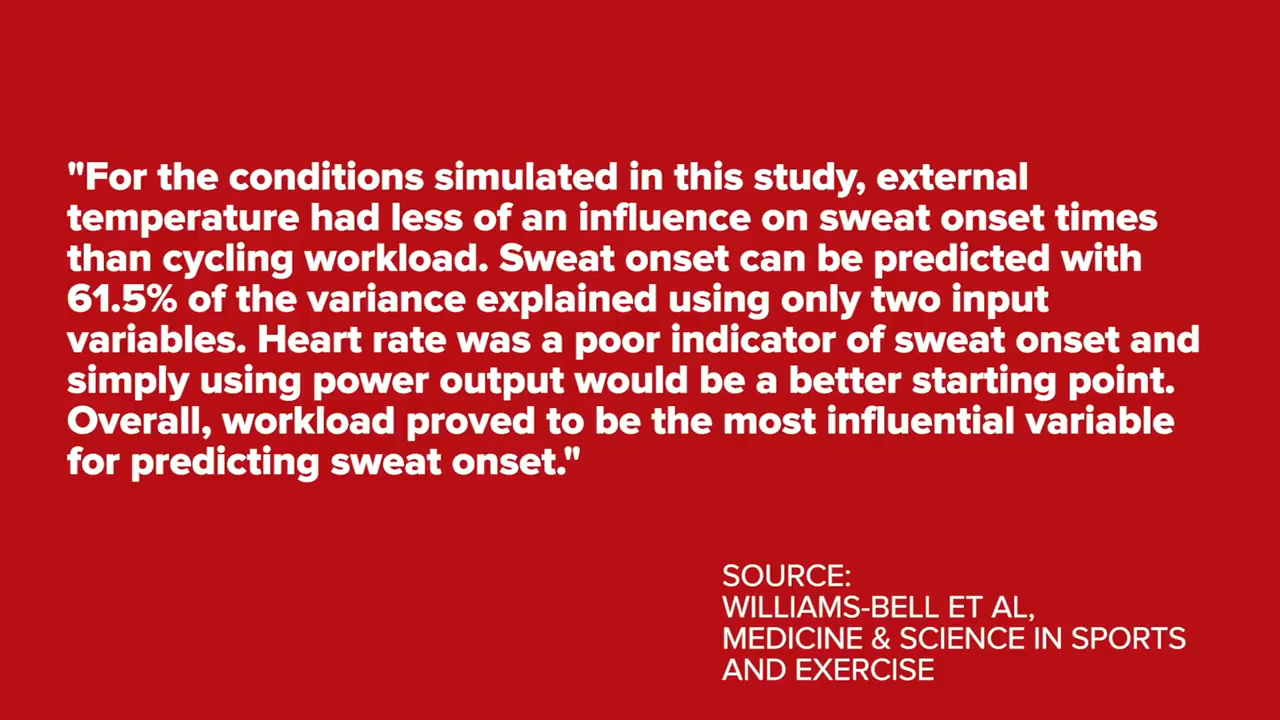 "For the conditions simulated in this study, external
temperature had less of an influence on sweat onset times
than cycling workload. Sweat onset can be predicted with
61.5% of the variance explained using only two input
variables. Heart rate was a poor indicator of sweat onset and
simply using power output would be a better starting point.
Overall, workload proved to be the most influential variable
for predicting sweat onset."
SOURCE:
WILLIAMS-BELL ET AL,
MEDICINE & SCIENCE IN SPORTS
AND EXERCISE